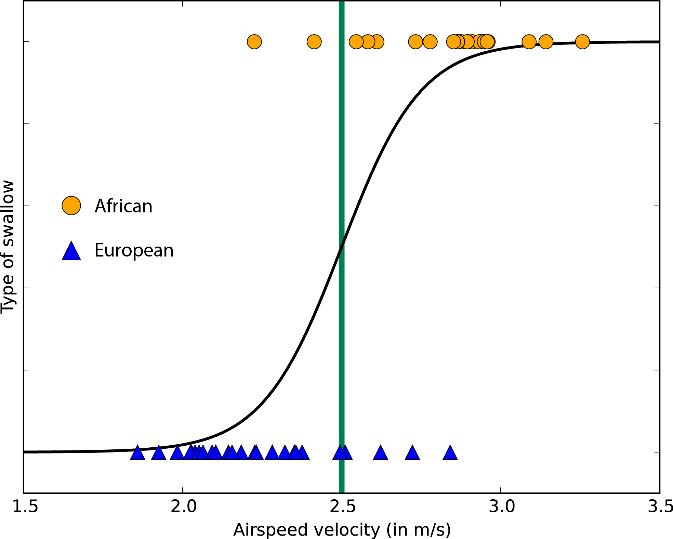 Type of swallow
African
European
1.5 2.0 2.5 3.0 3.5
Airspeed velocity (in m/s)